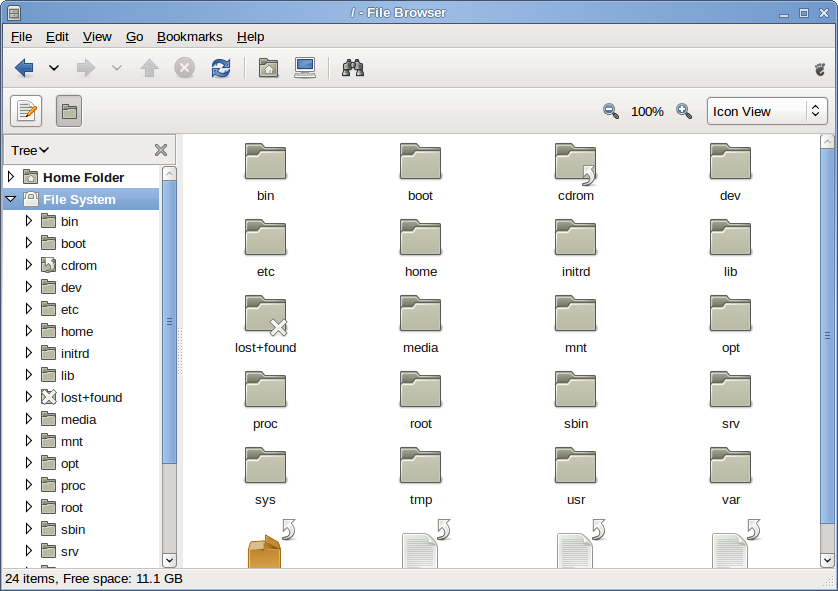 / - File Browser
File Edit View Go Bookmarks Help
100% Icon View
Tree
Home Folder
File System
bin
boot
cdrom
dev
etc
home
initrd
lib
lost+found
media
mnt
opt
proc
root
sbin
srv
bin boot cdrom dev
etc home initrd lib
lost+found media mnt opt
proc root sbin srv
sys tmp usr var
24 items, Free space: 11.1 GB